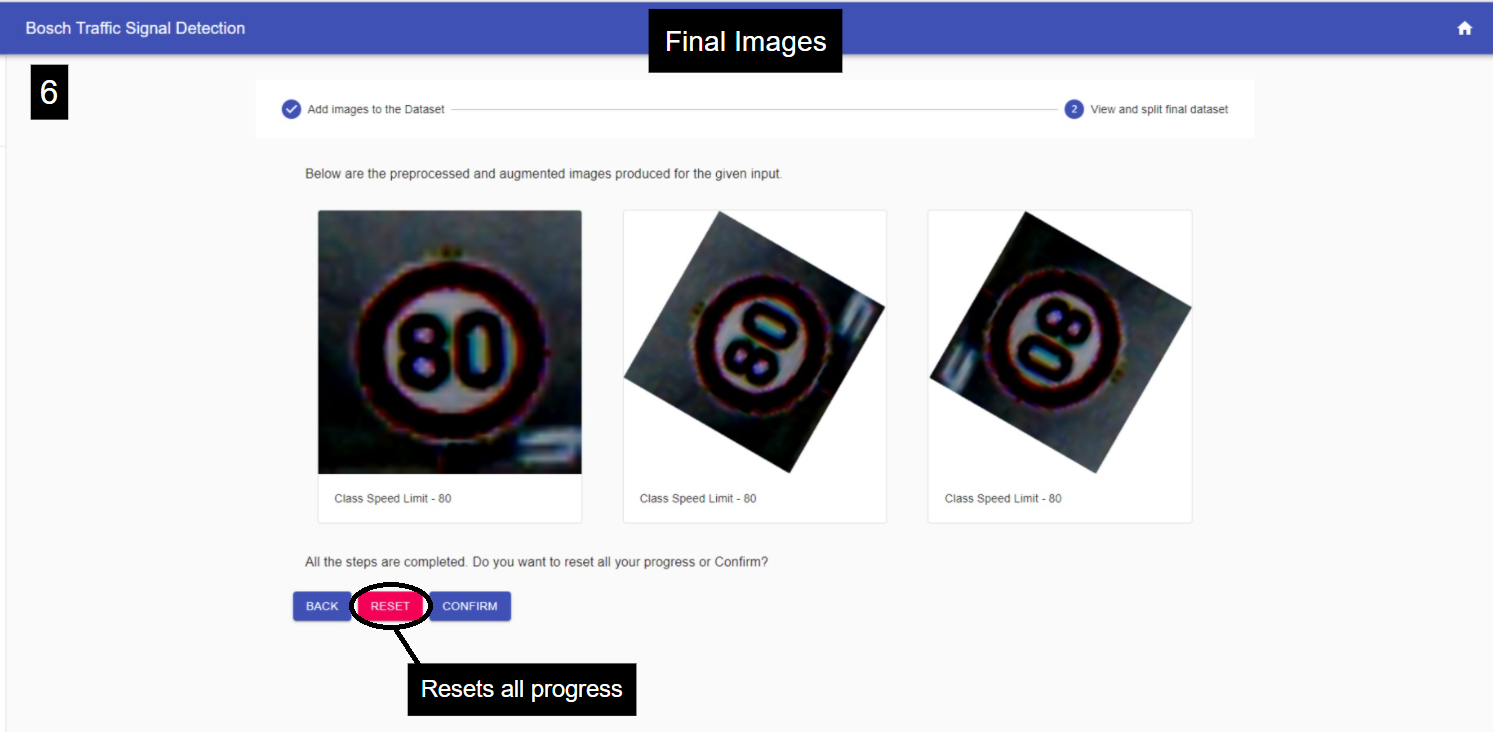 Bosch Traffic Signal Detection
Final Images
6
Add images to the Dataset
2
View and split final dataset
Below are the preprocessed and augmented images produced for the given input.
80
80
80
Class Speed Limit - 80
Class Speed Limit - 80
Class Speed Limit - 80
All the steps are completed. Do you want to reset all your progress or Confirm?
BACK
RESET
CONFIRM
Resets all progress